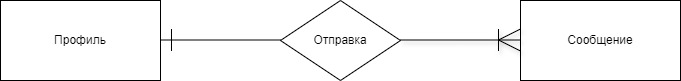 Профиль
Отправка
Сообщение